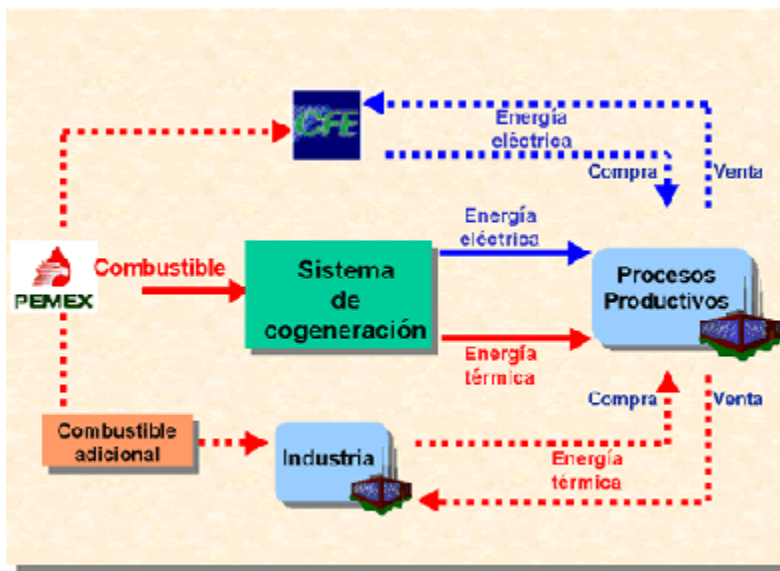 CFE
Energía
eléctrica
Compra
Venta
Energía
eléctrica
PEMEX
Combustible
Sistema
de
cogeneración
Procesos
Productivos
Energía
térmica
Compra
Venta
Combustible
adicional
Industria
Energía
térmica